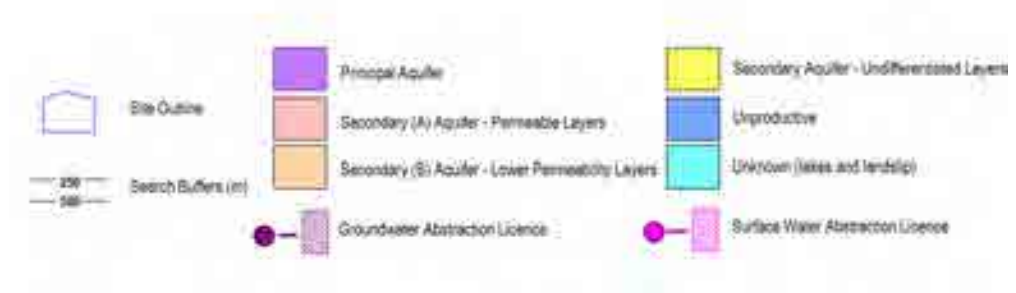 Site Outline
250
500
Search Buffers (m)
Principal Aquifer
Secondary (A) Aquifer - Permeable Layers
Secondary (B) Aquifer - Lower Permeability Layers
Groundwater Abstraction Licence
Secondary Aquifer - Undifferentiated Layers
Unproductive
Unknown (lakes and landslip)
Surface Water Abstraction Licence